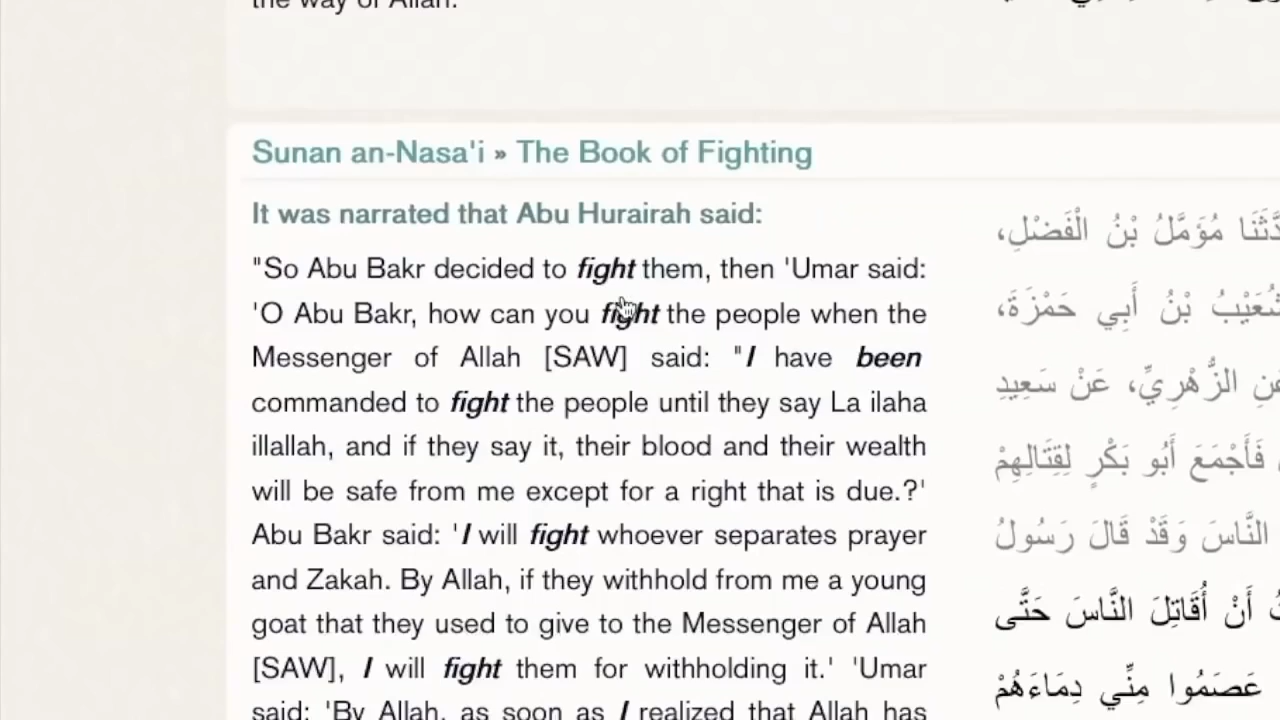 the way of Allah.
Sunan an-Nasa'i » The Book of Fighting
It was narrated that Abu Hurairah said:
"So Abu Bakr decided to fight them, then 'Umar said:
'O Abu Bakr, how can you fight the people when the
Messenger of Allah [SAW] said: "I have been
commanded to fight the people until they say La ilaha
illallah, and if they say it, their blood and their wealth
will be safe from me except for a right that is due.?'
Abu Bakr said: 'I will fight whoever separates prayer
and Zakah. By Allah, if they withhold from me a young
goat that they used to give to the Messenger of Allah
[SAW], I will fight them for withholding it.' 'Umar
said: 'By Allah, as soon as I realized that Allah has
مُؤَمَّلُ بْنُ الْفَضْلِ،
شُعَيْبُ بْنُ أَبِي حَمْزَةَ،
عَنِ الزُّهْرِيِّ، عَنْ سَعِيدِ
فَأَجْمَعَ أَبُو بَكْرٍ لِقِتَالِهِمْ
النَّاسَ وَقَدْ قَالَ رَسُولُ
أَنْ أُقَاتِلَ النَّاسَ حَتَّى
عَصَمُوا مِنِّي دِمَاءَهُمْ